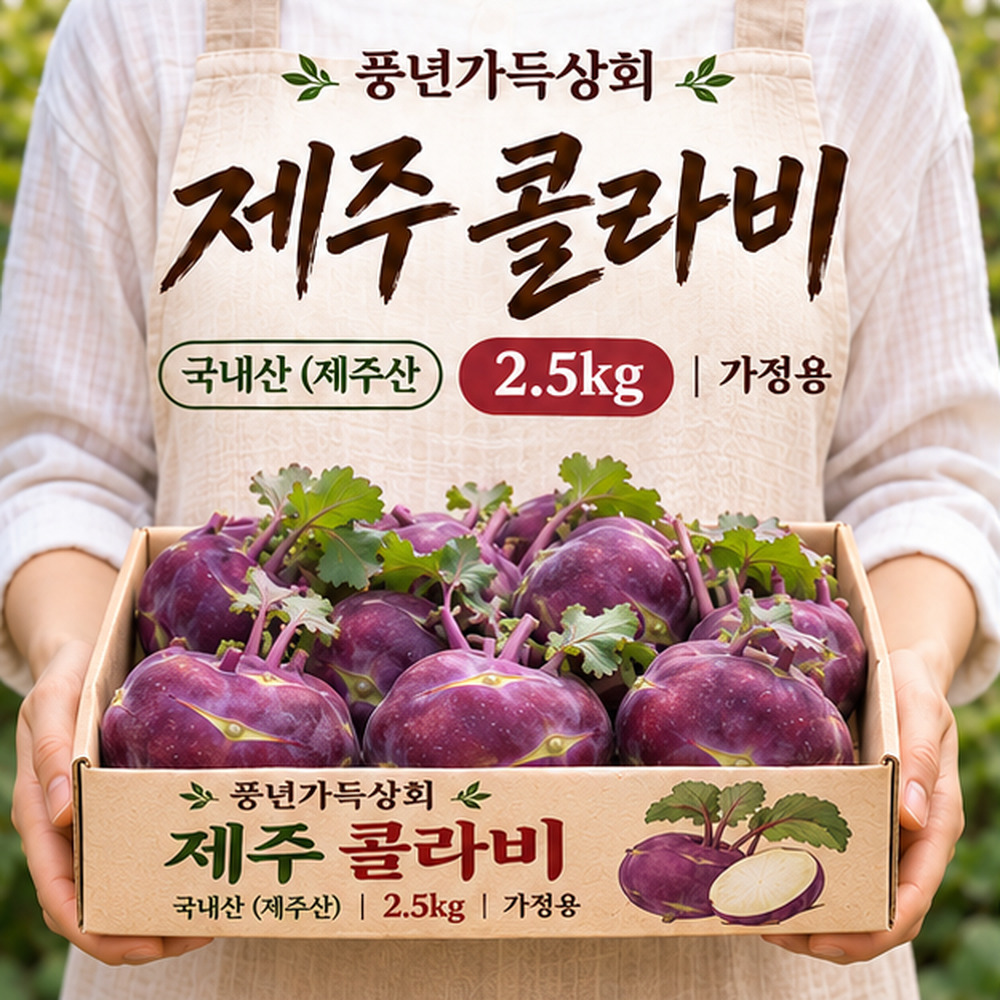 풍년가득상회
제주 콜라비
국내산 (제주산 2.5kg | 가정용
풍년가득상회
제주 콜라비
국내산 (제주산) | 2.5kg | 가정용